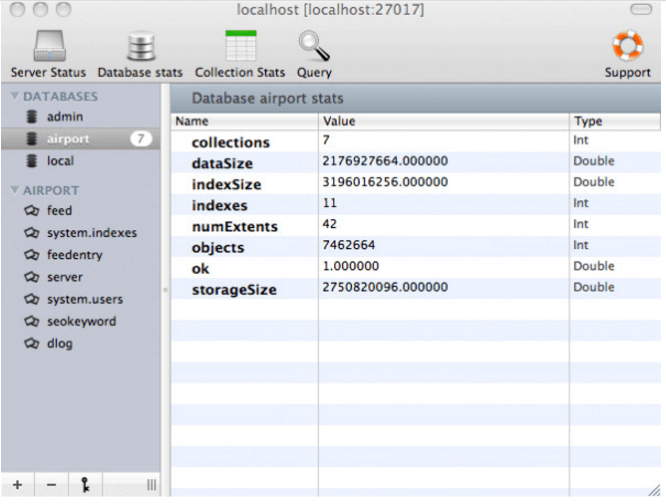 localhost [localhost:27017]
Server Status Database stats Collection Stats Query Support
DATABASES
admin
airport 7
local
AIRPORT
feed
system.indexes
feedentry
server
system.users
seokeyword
dlog
Database airport stats
Name Value Type
collections 7 Int
dataSize 2176927664.000000 Double
indexSize 3196016256.000000 Double
indexes 11 Int
numExtents 42 Int
objects 7462664 Int
ok 1.000000 Double
storageSize 2750820096.000000 Double